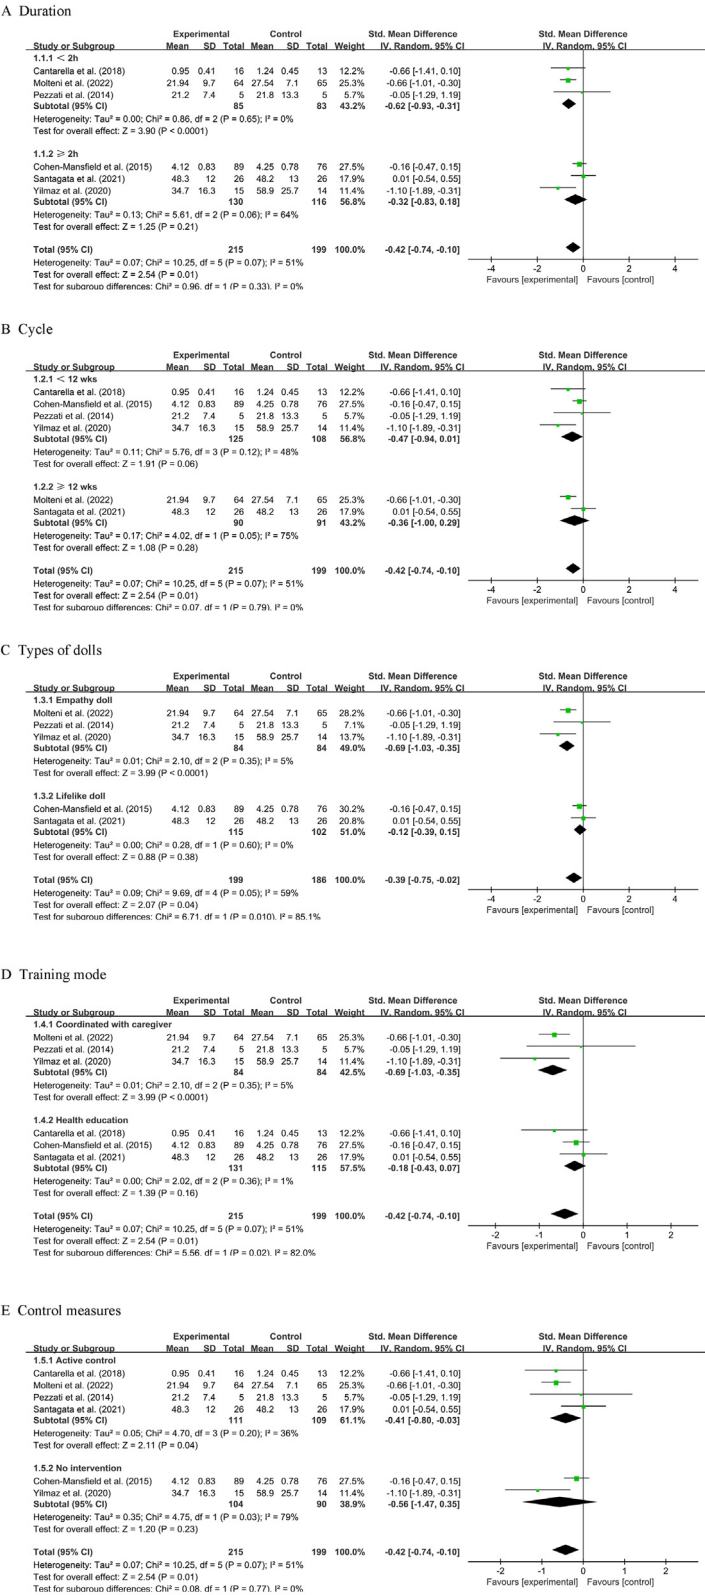 A Duration
Experimental Control Std. Mean Difference Std. Mean Difference
Study or Subgroup Mean SD Total Mean SD Total Weight IV. Random. 95% CI IV. Random. 95% CI
1.1.1 < 2h
Cantarella et al. (2018) 0.95 0.41 16 1.24 0.45 13 12.2% -0.66 [-1.41, 0.10]
Molteni et al. (2022) 21.94 9.7 64 27.54 7.1 65 25.3% -0.66 [-1.01, -0.30]
Pezzati et al. (2014) 21.2 7.4 5 21.8 13.3 5 5.7% -0.05 [-1.29, 1.19]
Subtotal (95% CI) 85 83 43.2% -0.62 [-0.93, -0.31]
Heterogeneity: Tau² = 0.00; Chi² = 0.86, df = 2 (P = 0.65); I² = 0%
Test for overall effect: Z = 3.90 (P < 0.0001)
1.1.2 ⩾ 2h
Cohen-Mansfield et al. (2015) 4.12 0.83 89 4.25 0.78 76 27.5% -0.16 [-0.47, 0.15]
Santagata et al. (2021) 48.3 12 26 48.2 13 26 17.9% 0.01 [-0.54, 0.55]
Yilmaz et al. (2020) 34.7 16.3 15 58.9 25.7 14 11.4% -1.10 [-1.89, -0.31]
Subtotal (95% CI) 130 116 56.8% -0.32 [-0.83, 0.18]
Heterogeneity: Tau² = 0.13; Chi² = 5.61, df = 2 (P = 0.06); I² = 64%
Test for overall effect: Z = 1.25 (P = 0.21)
Total (95% CI) 215 199 100.0% -0.42 [-0.74, -0.10]
Heterogeneity: Tau² = 0.07; Chi² = 10.25, df = 5 (P = 0.07); I² = 51%
Test for overall effect: Z = 2.54 (P = 0.01)
Test for subgroup differences: Chi² = 0.96. df = 1 (P = 0.33). I² = 0%
-4 -2 0 2 4
Favours [experimental] Favours [control]
B Cycle
Experimental Control Std. Mean Difference Std. Mean Difference
Study or Subgroup Mean SD Total Mean SD Total Weight IV. Random. 95% CI IV. Random. 95% CI
1.2.1 < 12 wks
Cantarella et al. (2018) 0.95 0.41 16 1.24 0.45 13 12.2% -0.66 [-1.41, 0.10]
Cohen-Mansfield et al. (2015) 4.12 0.83 89 4.25 0.78 76 27.5% -0.16 [-0.47, 0.15]
Pezzati et al. (2014) 21.2 7.4 5 21.8 13.3 5 5.7% -0.05 [-1.29, 1.19]
Yilmaz et al. (2020) 34.7 16.3 15 58.9 25.7 14 11.4% -1.10 [-1.89, -0.31]
Subtotal (95% CI) 125 108 56.8% -0.47 [-0.94, 0.01]
Heterogeneity: Tau² = 0.11; Chi² = 5.76, df = 3 (P = 0.12); I² = 48%
Test for overall effect: Z = 1.91 (P = 0.06)
1.2.2 ⩾ 12 wks
Molteni et al. (2022) 21.94 9.7 64 27.54 7.1 65 25.3% -0.66 [-1.01, -0.30]
Santagata et al. (2021) 48.3 12 26 48.2 13 26 17.9% 0.01 [-0.54, 0.55]
Subtotal (95% CI) 90 91 43.2% -0.36 [-1.00, 0.29]
Heterogeneity: Tau² = 0.17; Chi² = 4.02, df = 1 (P = 0.05); I² = 75%
Test for overall effect: Z = 1.08 (P = 0.28)
Total (95% CI) 215 199 100.0% -0.42 [-0.74, -0.10]
Heterogeneity: Tau² = 0.07; Chi² = 10.25, df = 5 (P = 0.07); I² = 51%
Test for overall effect: Z = 2.54 (P = 0.01)
Test for subgroup differences: Chi² = 0.07. df = 1 (P = 0.79). I² = 0%
-4 -2 0 2 4
Favours [experimental] Favours [control]
C Types of dolls
Experimental Control Std. Mean Difference Std. Mean Difference
Study or Subgroup Mean SD Total Mean SD Total Weight IV. Random. 95% CI IV. Random. 95% CI
1.3.1 Empathy doll
Molteni et al. (2022) 21.94 9.7 64 27.54 7.1 65 28.2% -0.66 [-1.01, -0.30]
Pezzati et al. (2014) 21.2 7.4 5 21.8 13.3 5 7.1% -0.05 [-1.29, 1.19]
Yilmaz et al. (2020) 34.7 16.3 15 58.9 25.7 14 13.7% -1.10 [-1.89, -0.31]
Subtotal (95% CI) 84 84 49.0% -0.69 [-1.03, -0.35]
Heterogeneity: Tau² = 0.01; Chi² = 2.10, df = 2 (P = 0.35); I² = 5%
Test for overall effect: Z = 3.99 (P < 0.0001)
1.3.2 Lifelike doll
Cohen-Mansfield et al. (2015) 4.12 0.83 89 4.25 0.78 76 30.2% -0.16 [-0.47, 0.15]
Santagata et al. (2021) 48.3 12 26 48.2 13 26 20.8% 0.01 [-0.54, 0.55]
Subtotal (95% CI) 115 102 51.0% -0.12 [-0.39, 0.15]
Heterogeneity: Tau² = 0.00; Chi² = 0.28, df = 1 (P = 0.60); I² = 0%
Test for overall effect: Z = 0.88 (P = 0.38)
Total (95% CI) 199 186 100.0% -0.39 [-0.75, -0.02]
Heterogeneity: Tau² = 0.09; Chi² = 9.69, df = 4 (P = 0.05); I² = 59%
Test for overall effect: Z = 2.07 (P = 0.04)
Test for subgroup differences: Chi² = 6.71. df = 1 (P = 0.010). I² = 85.1%
-4 -2 0 2 4
Favours [experimental] Favours [control]
D Training mode
Experimental Control Std. Mean Difference Std. Mean Difference
Study or Subgroup Mean SD Total Mean SD Total Weight IV. Random. 95% CI IV. Random. 95% CI
1.4.1 Coordinated with caregiver
Molteni et al. (2022) 21.94 9.7 64 27.54 7.1 65 25.3% -0.66 [-1.01, -0.30]
Pezzati et al. (2014) 21.2 7.4 5 21.8 13.3 5 5.7% -0.05 [-1.29, 1.19]
Yilmaz et al. (2020) 34.7 16.3 15 58.9 25.7 14 11.4% -1.10 [-1.89, -0.31]
Subtotal (95% CI) 84 84 42.5% -0.69 [-1.03, -0.35]
Heterogeneity: Tau² = 0.01; Chi² = 2.10, df = 2 (P = 0.35); I² = 5%
Test for overall effect: Z = 3.99 (P < 0.0001)
1.4.2 Health education
Cantarella et al. (2018) 0.95 0.41 16 1.24 0.45 13 12.2% -0.66 [-1.41, 0.10]
Cohen-Mansfield et al. (2015) 4.12 0.83 89 4.25 0.78 76 27.5% -0.16 [-0.47, 0.15]
Santagata et al. (2021) 48.3 12 26 48.2 13 26 17.9% 0.01 [-0.54, 0.55]
Subtotal (95% CI) 131 115 57.5% -0.18 [-0.43, 0.07]
Heterogeneity: Tau² = 0.00; Chi² = 2.02, df = 2 (P = 0.36); I² = 1%
Test for overall effect: Z = 1.39 (P = 0.16)
Total (95% CI) 215 199 100.0% -0.42 [-0.74, -0.10]
Heterogeneity: Tau² = 0.07; Chi² = 10.25, df = 5 (P = 0.07); I² = 51%
Test for overall effect: Z = 2.54 (P = 0.01)
Test for subgroup differences: Chi² = 5.56. df = 1 (P = 0.02). I² = 82.0%
-2 -1 0 1 2
Favours [experimental] Favours [control]
E Control measures
Experimental Control Std. Mean Difference Std. Mean Difference
Study or Subgroup Mean SD Total Mean SD Total Weight IV. Random. 95% CI IV. Random. 95% CI
1.5.1 Active control
Cantarella et al. (2018) 0.95 0.41 16 1.24 0.45 13 12.2% -0.66 [-1.41, 0.10]
Molteni et al. (2022) 21.94 9.7 64 27.54 7.1 65 25.3% -0.66 [-1.01, -0.30]
Pezzati et al. (2014) 21.2 7.4 5 21.8 13.3 5 5.7% -0.05 [-1.29, 1.19]
Santagata et al. (2021) 48.3 12 26 48.2 13 26 17.9% 0.01 [-0.54, 0.55]
Subtotal (95% CI) 111 109 61.1% -0.41 [-0.80, -0.03]
Heterogeneity: Tau² = 0.05; Chi² = 4.70, df = 3 (P = 0.20); I² = 36%
Test for overall effect: Z = 2.11 (P = 0.04)
1.5.2 No intervention
Cohen-Mansfield et al. (2015) 4.12 0.83 89 4.25 0.78 76 27.5% -0.16 [-0.47, 0.15]
Yilmaz et al. (2020) 34.7 16.3 15 58.9 25.7 14 11.4% -1.10 [-1.89, -0.31]
Subtotal (95% CI) 104 90 38.9% -0.56 [-1.47, 0.35]
Heterogeneity: Tau² = 0.35; Chi² = 4.75, df = 1 (P = 0.03); I² = 79%
Test for overall effect: Z = 1.20 (P = 0.23)
Total (95% CI) 215 199 100.0% -0.42 [-0.74, -0.10]
Heterogeneity: Tau² = 0.07; Chi² = 10.25, df = 5 (P = 0.07); I² = 51%
Test for overall effect: Z = 2.54 (P = 0.01)
Test for subgroup differences: Chi² = 0.08. df = 1 (P = 0.77). I² = 0%
-2 -1 0 1 2
Favours [experimental] Favours [control]